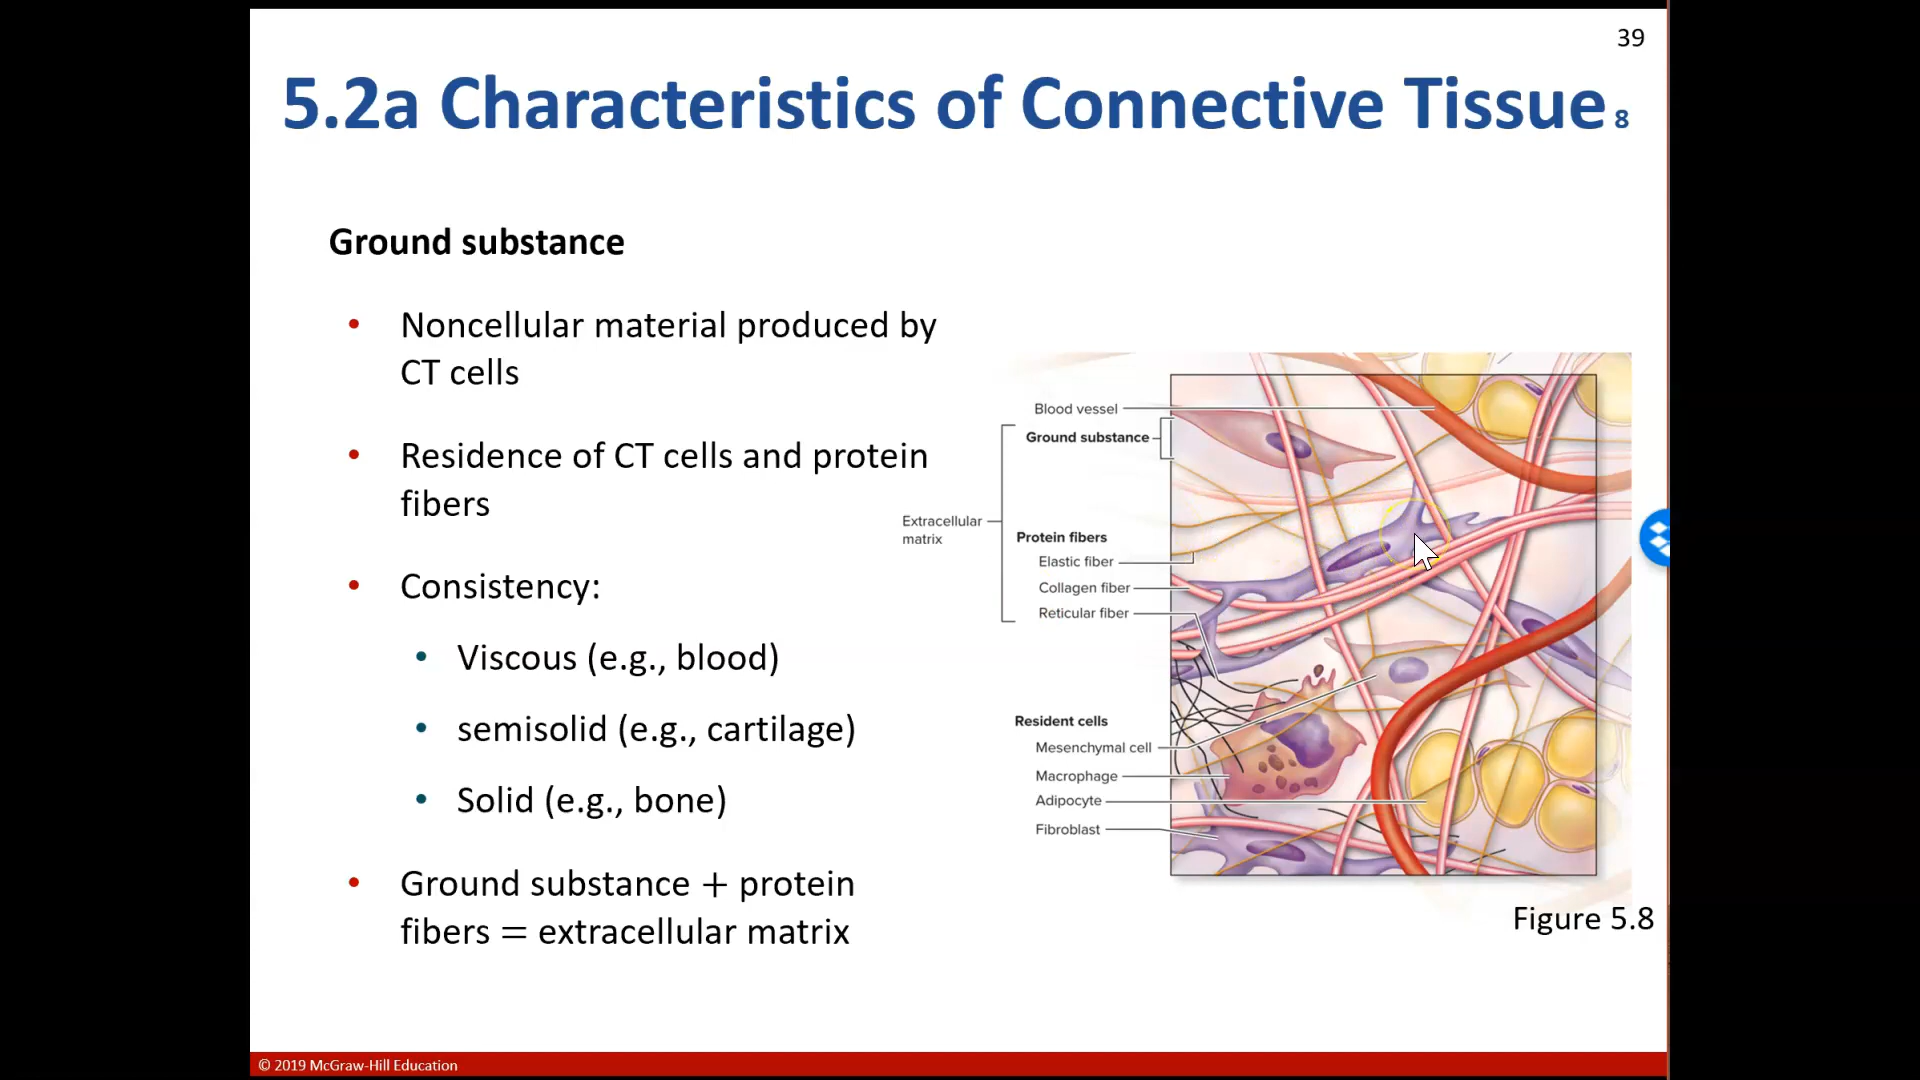 39
5.2a Characteristics of Connective Tissue 8
Ground substance
• Noncellular material produced by
CT cells
• Residence of CT cells and protein
fibers
• Consistency:
• Viscous (e.g., blood)
• semisolid (e.g., cartilage)
• Solid (e.g., bone)
• Ground substance + protein
fibers = extracellular matrix
Blood vessel
Ground substance
Extracellular
matrix
Protein fibers
Elastic fiber
Collagen fiber
Reticular fiber
Resident cells
Mesenchymal cell
Macrophage
Adipocyte
Fibroblast
Figure 5.8
© 2019 McGraw-Hill Education